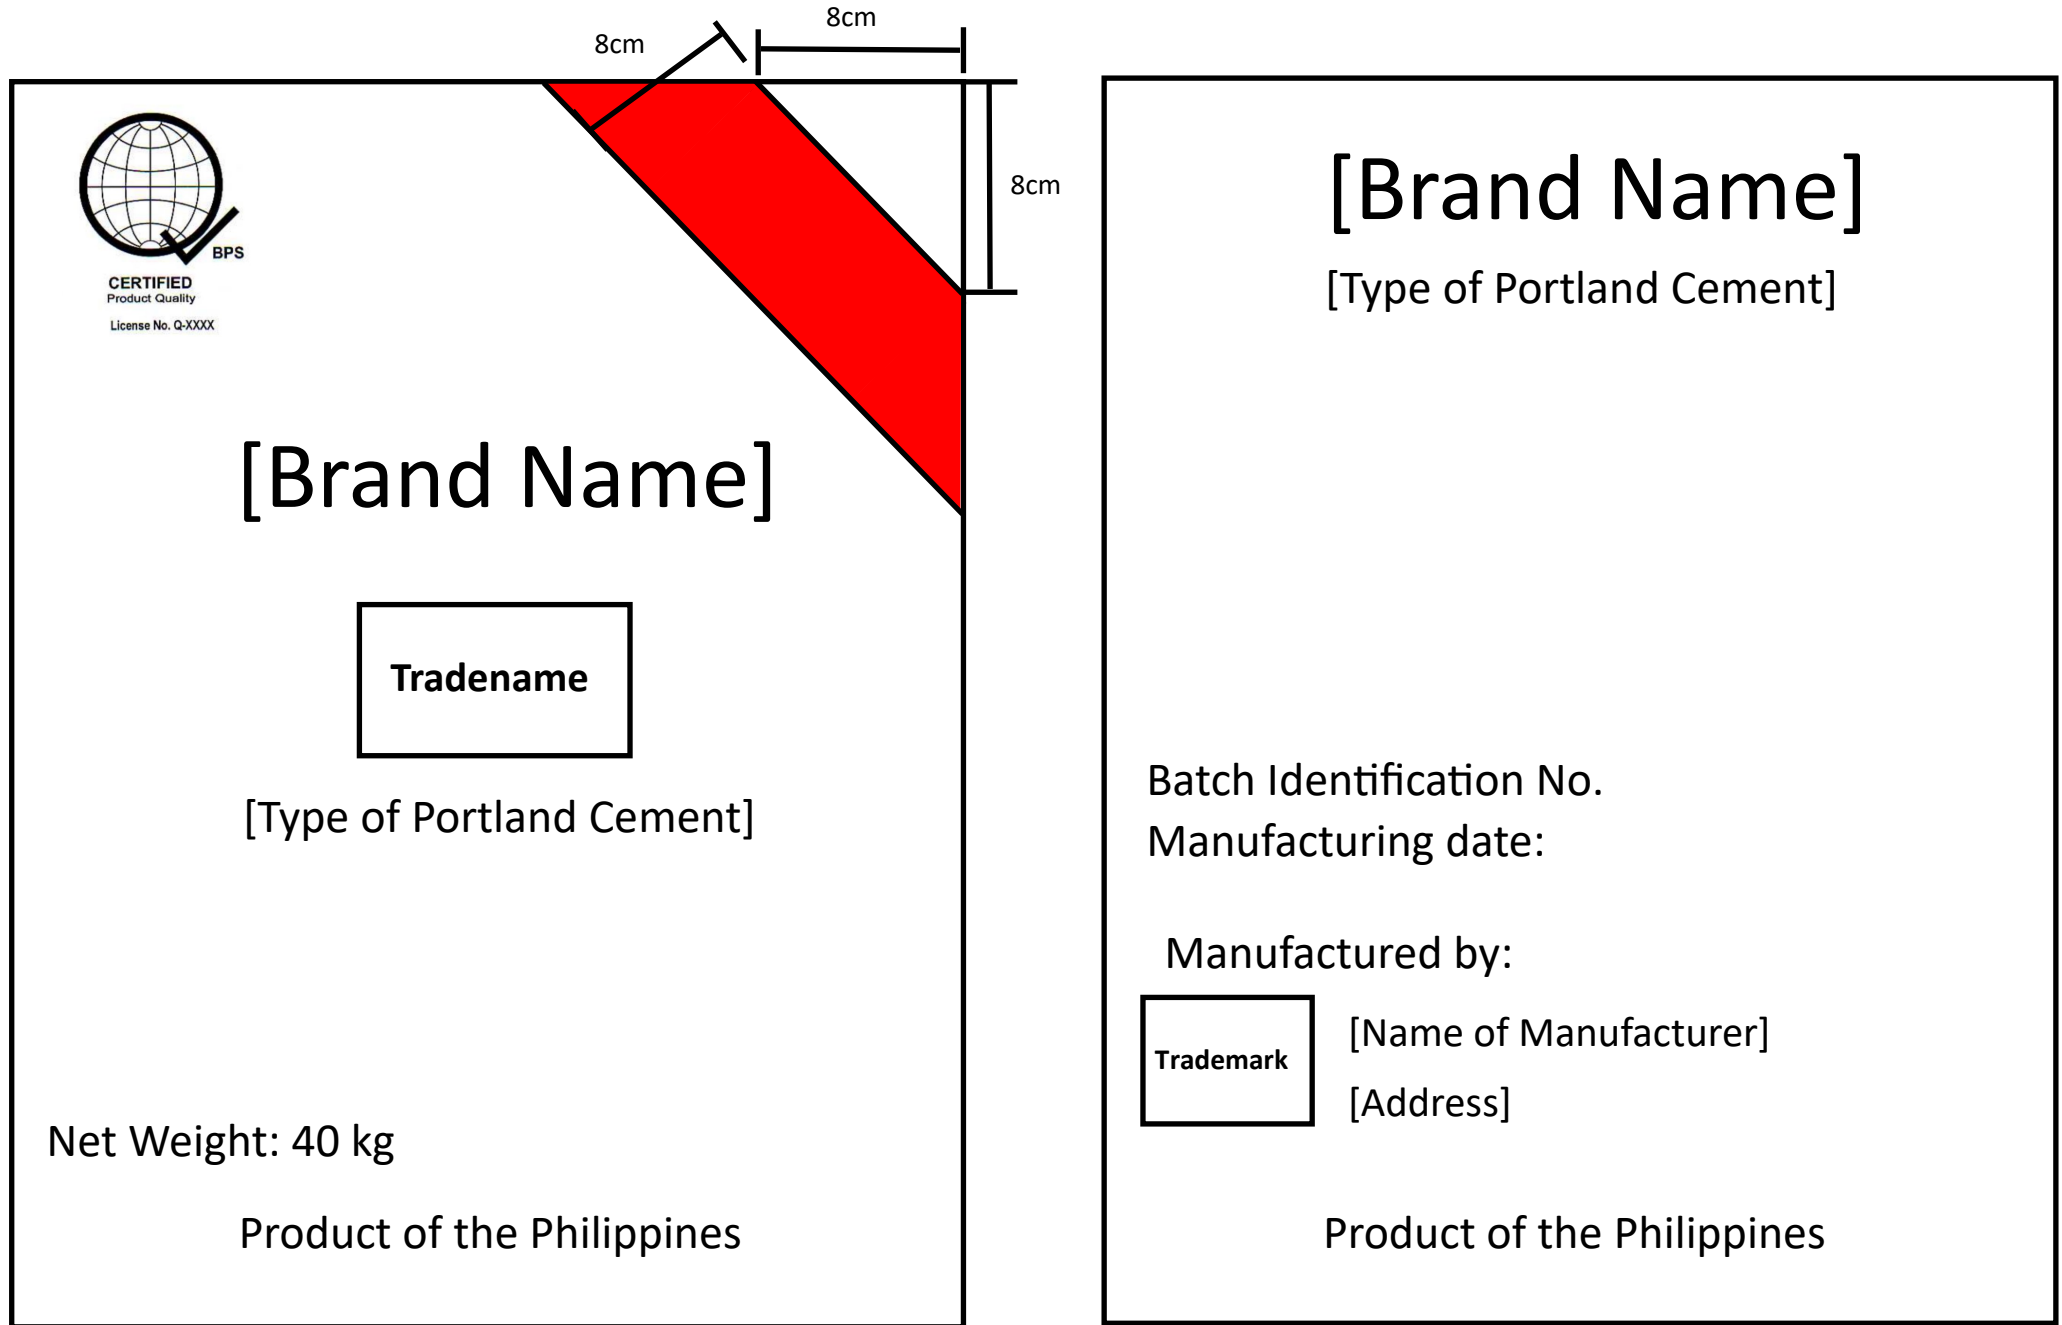 8cm
8cm
8cm
BPS
CERTIFIED
Product Quality
License No. Q-XXXX
[Brand Name]
Tradename
[Type of Portland Cement]
Net Weight: 40 kg
Product of the Philippines
[Brand Name]
[Type of Portland Cement]
Batch Identification No.
Manufacturing date:
Manufactured by:
Trademark
[Name of Manufacturer]
[Address]
Product of the Philippines